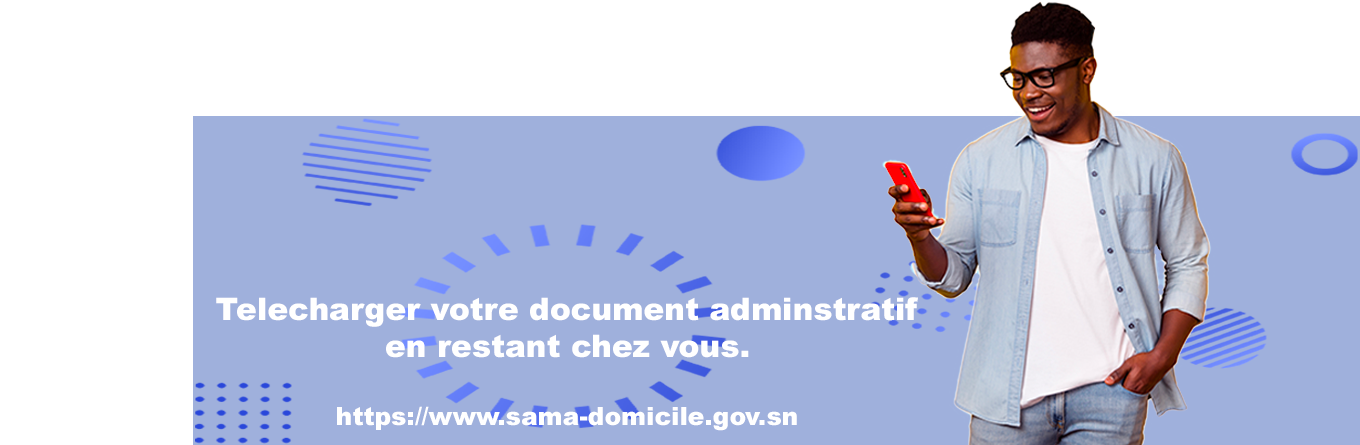 Telecharger votre document adminstratif
en restant chez vous.
https://www.sama-domicile.gov.sn